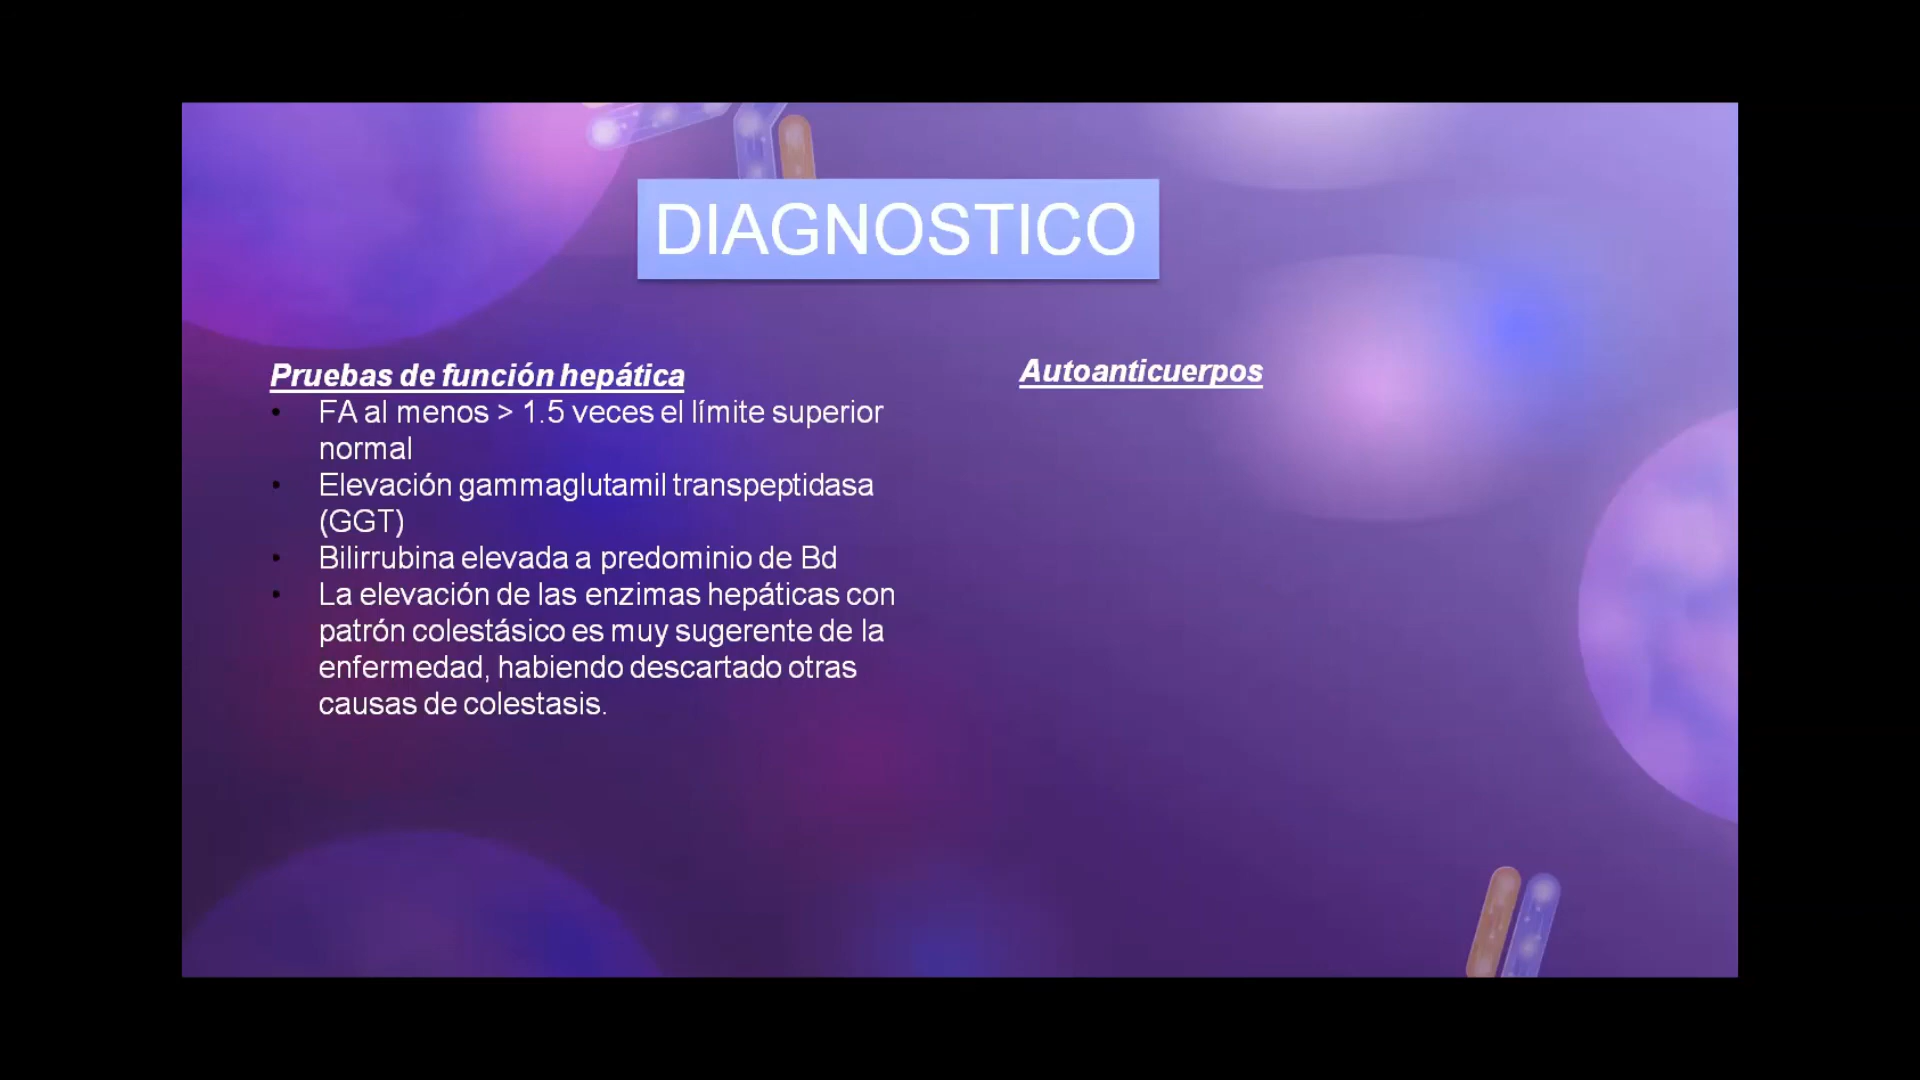 DIAGNOSTICO
Pruebas de función hepática
• FA al menos > 1.5 veces el límite superior
normal
• Elevación gammaglutamil transpeptidasa
(GGT)
• Bilirrubina elevada a predominio de Bd
• La elevación de las enzimas hepáticas con
patrón colestásico es muy sugerente de la
enfermedad, habiendo descartado otras
causas de colestasis.
Autoanticuerpos